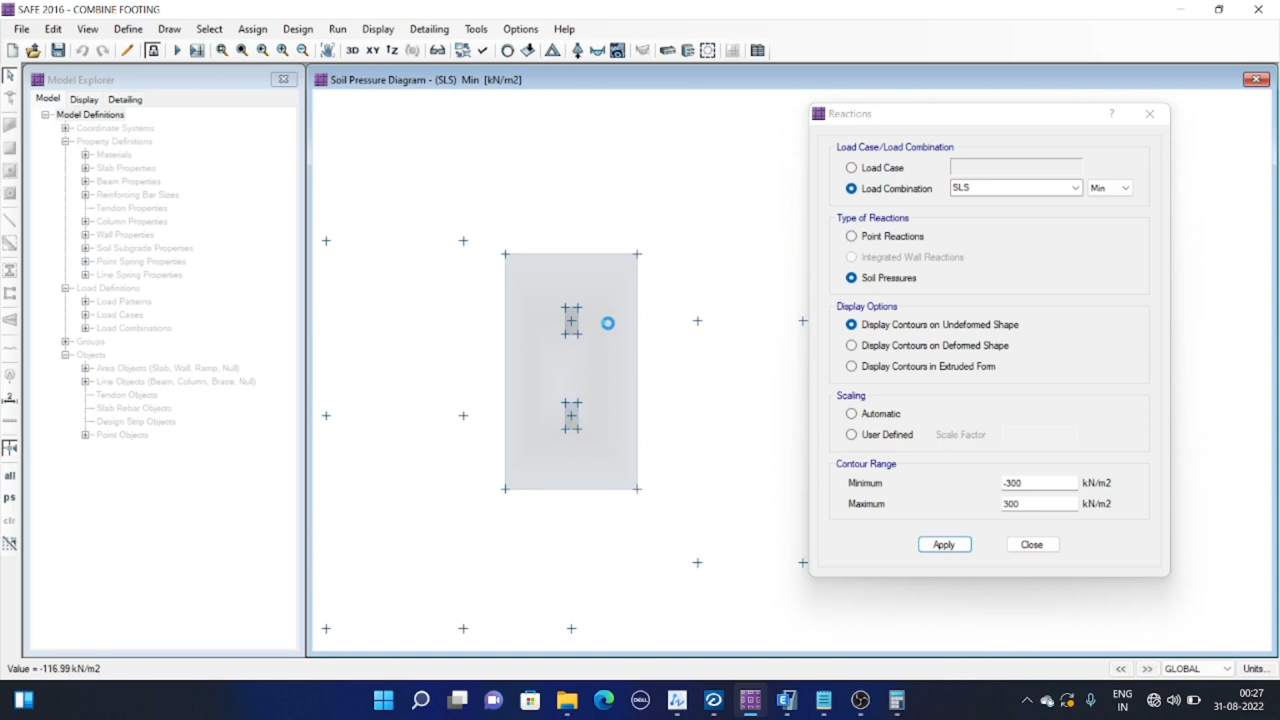 SAFE 2016 - COMBINE FOOTING
File Edit View Define Draw Select Assign Design Run Display Detailing Tools Options Help
3D XY
Model Explorer
Model Display Detailing
Model Definitions
Coordinate Systems
Property Definitions
Materials
Slab Properties
Beam Properties
Reinforcing Bar Sizes
Tendon Properties
Column Properties
Wall Properties
Soil Subgrade Properties
Point Spring Properties
Line Spring Properties
Load Definitions
Load Patterns
Load Cases
Load Combinations
Groups
Objects
Area Objects (Slab, Wall, Ramp, Null)
Line Objects (Beam, Column, Brace, Null)
Tendon Objects
Slab Rebar Objects
Design Strip Objects
Point Objects
all
ps
clr
Soil Pressure Diagram - (SLS) Min [kN/m2]
Reactions
?
Load Case/Load Combination
Load Case
Load Combination SLS Min
Type of Reactions
Point Reactions
Integrated Wall Reactions
Soil Pressures
Display Options
Display Contours on Undeformed Shape
Display Contours on Deformed Shape
Display Contours in Extruded Form
Scaling
Automatic
User Defined Scale Factor
Contour Range
Minimum -300 kN/m2
Maximum 300 kN/m2
Apply Close
Value = -116.99 kN/m2
<< >> GLOBAL Units...
DELL
ENG
IN
00:27
31-08-2022